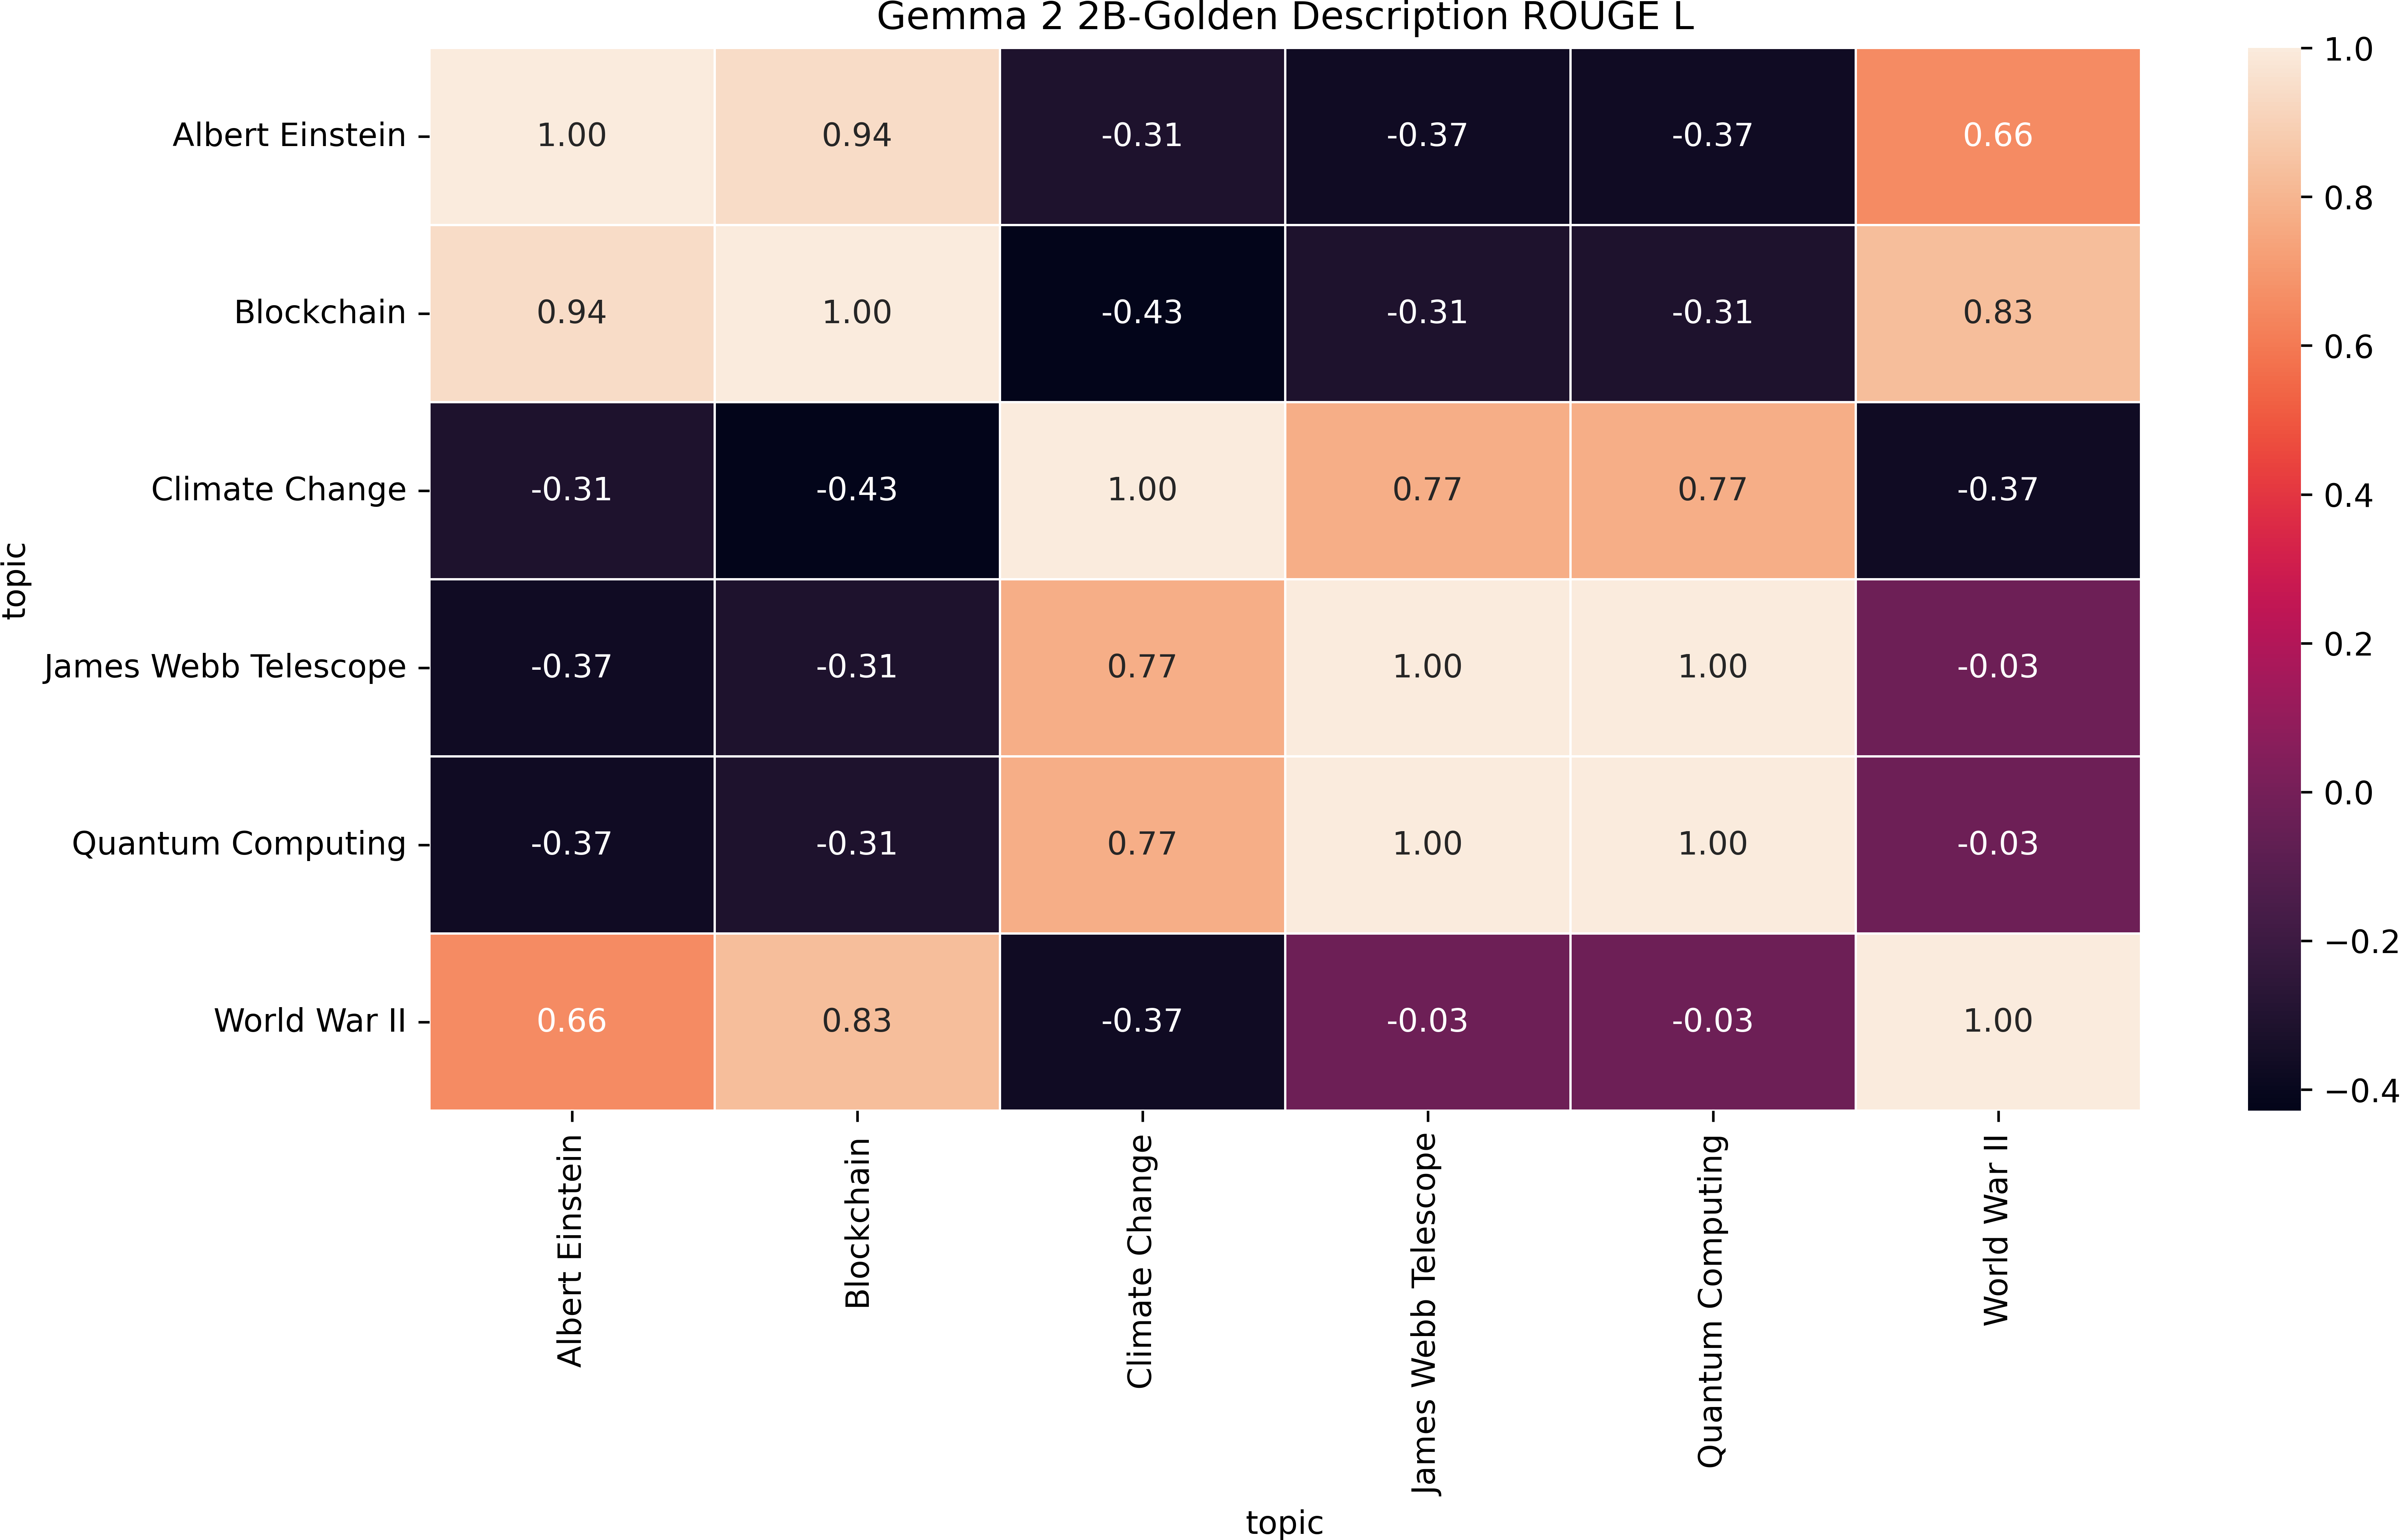 Gemma 2 2B-Golden Description ROUGE L
Albert Einstein 1.00 0.94 -0.31 -0.37 -0.37 0.66
Blockchain 0.94 1.00 -0.43 -0.31 -0.31 0.83
Climate Change -0.31 -0.43 1.00 0.77 0.77 -0.37
James Webb Telescope -0.37 -0.31 0.77 1.00 1.00 -0.03
Quantum Computing -0.37 -0.31 0.77 1.00 1.00 -0.03
World War II 0.66 0.83 -0.37 -0.03 -0.03 1.00
topic
Albert Einstein
Blockchain
Climate Change
James Webb Telescope
Quantum Computing
World War II
topic
1.0
0.8
0.6
0.4
0.2
0.0
−0.2
−0.4